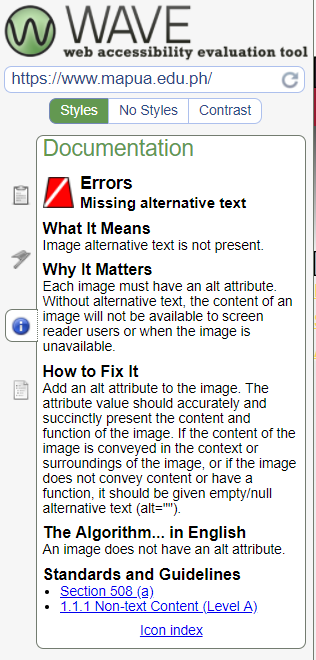 WAVE
web accessibility evaluation tool
https://www.mapua.edu.ph/
Styles No Styles Contrast
Documentation
Errors
Missing alternative text
What It Means
Image alternative text is not present.
Why It Matters
Each image must have an alt attribute.
Without alternative text, the content of an
image will not be available to screen
reader users or when the image is
unavailable.
How to Fix It
Add an alt attribute to the image. The
attribute value should accurately and
succinctly present the content and
function of the image. If the content of the
image is conveyed in the context or
surroundings of the image, or if the image
does not convey content or have a
function, it should be given empty/null
alternative text (alt="").
The Algorithm... in English
An image does not have an alt attribute.
Standards and Guidelines
• Section 508 (a)
• 1.1.1 Non-text Content (Level A)
Icon index